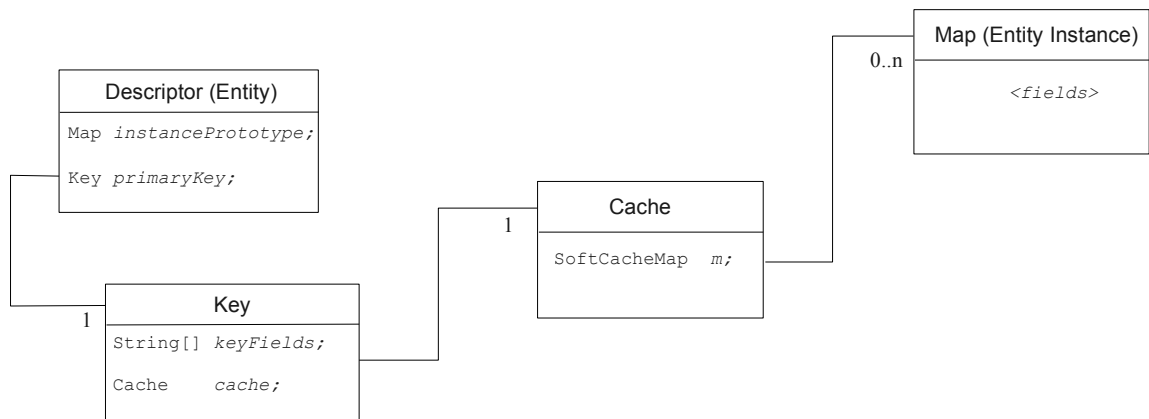 Map (Entity Instance)
0..n
<fields>
Descriptor (Entity)
Map instancePrototype;
Key primaryKey;
Cache
1
SoftCacheMap m;
Key
1
String[] keyFields;
Cache cache;